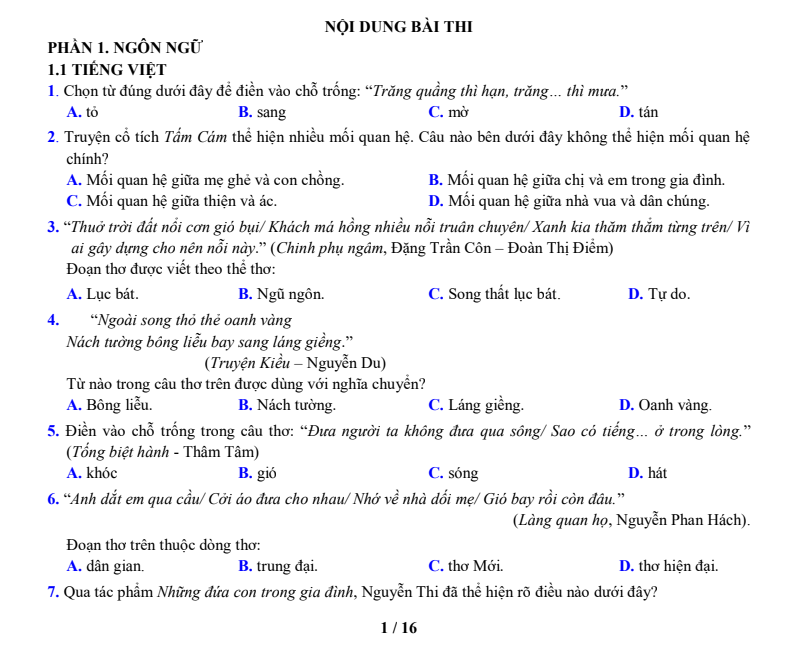 NỘI DUNG BÀI THI
PHẦN 1. NGÔN NGỮ
1.1 TIẾNG VIỆT
1. Chọn từ đúng dưới đây để điền vào chỗ trống: “Trăng quầng thì hạn, trăng… thì mưa.”
A. tỏ B. sang C. mờ D. tán
2. Truyện cổ tích Tấm Cám thể hiện nhiều mối quan hệ. Câu nào bên dưới đây không thể hiện mối quan hệ
chính?
A. Mối quan hệ giữa mẹ ghẻ và con chồng. B. Mối quan hệ giữa chị và em trong gia đình.
C. Mối quan hệ giữa thiện và ác. D. Mối quan hệ giữa nhà vua và dân chúng.
3. “Thuở trời đất nổi cơn gió bụi/ Khách má hồng nhiều nỗi truân chuyên/ Xanh kia thăm thẳm từng trên/ Vì
ai gây dựng cho nên nỗi này.” (Chinh phụ ngâm, Đặng Trần Côn – Đoàn Thị Điểm)
Đoạn thơ được viết theo thể thơ:
A. Lục bát. B. Ngũ ngôn. C. Song thất lục bát. D. Tự do.
4. “Ngoài song thỏ thẻ oanh vàng
Nách tường bông liễu bay sang láng giềng.”
(Truyện Kiều – Nguyễn Du)
Từ nào trong câu thơ trên được dùng với nghĩa chuyển?
A. Bông liễu. B. Nách tường. C. Láng giềng. D. Oanh vàng.
5. Điền vào chỗ trống trong câu thơ: “Đưa người ta không đưa qua sông/ Sao có tiếng… ở trong lòng.”
(Tống biệt hành - Thâm Tâm)
A. khóc B. gió C. sóng D. hát
6. “Anh dắt em qua cầu/ Cởi áo đưa cho nhau/ Nhớ về nhà dối mẹ/ Gió bay rồi còn đâu.”
(Làng quan họ, Nguyễn Phan Hách).
Đoạn thơ trên thuộc dòng thơ:
A. dân gian. B. trung đại. C. thơ Mới. D. thơ hiện đại.
7. Qua tác phẩm Những đứa con trong gia đình, Nguyễn Thi đã thể hiện rõ điều nào dưới đây?
1 / 16